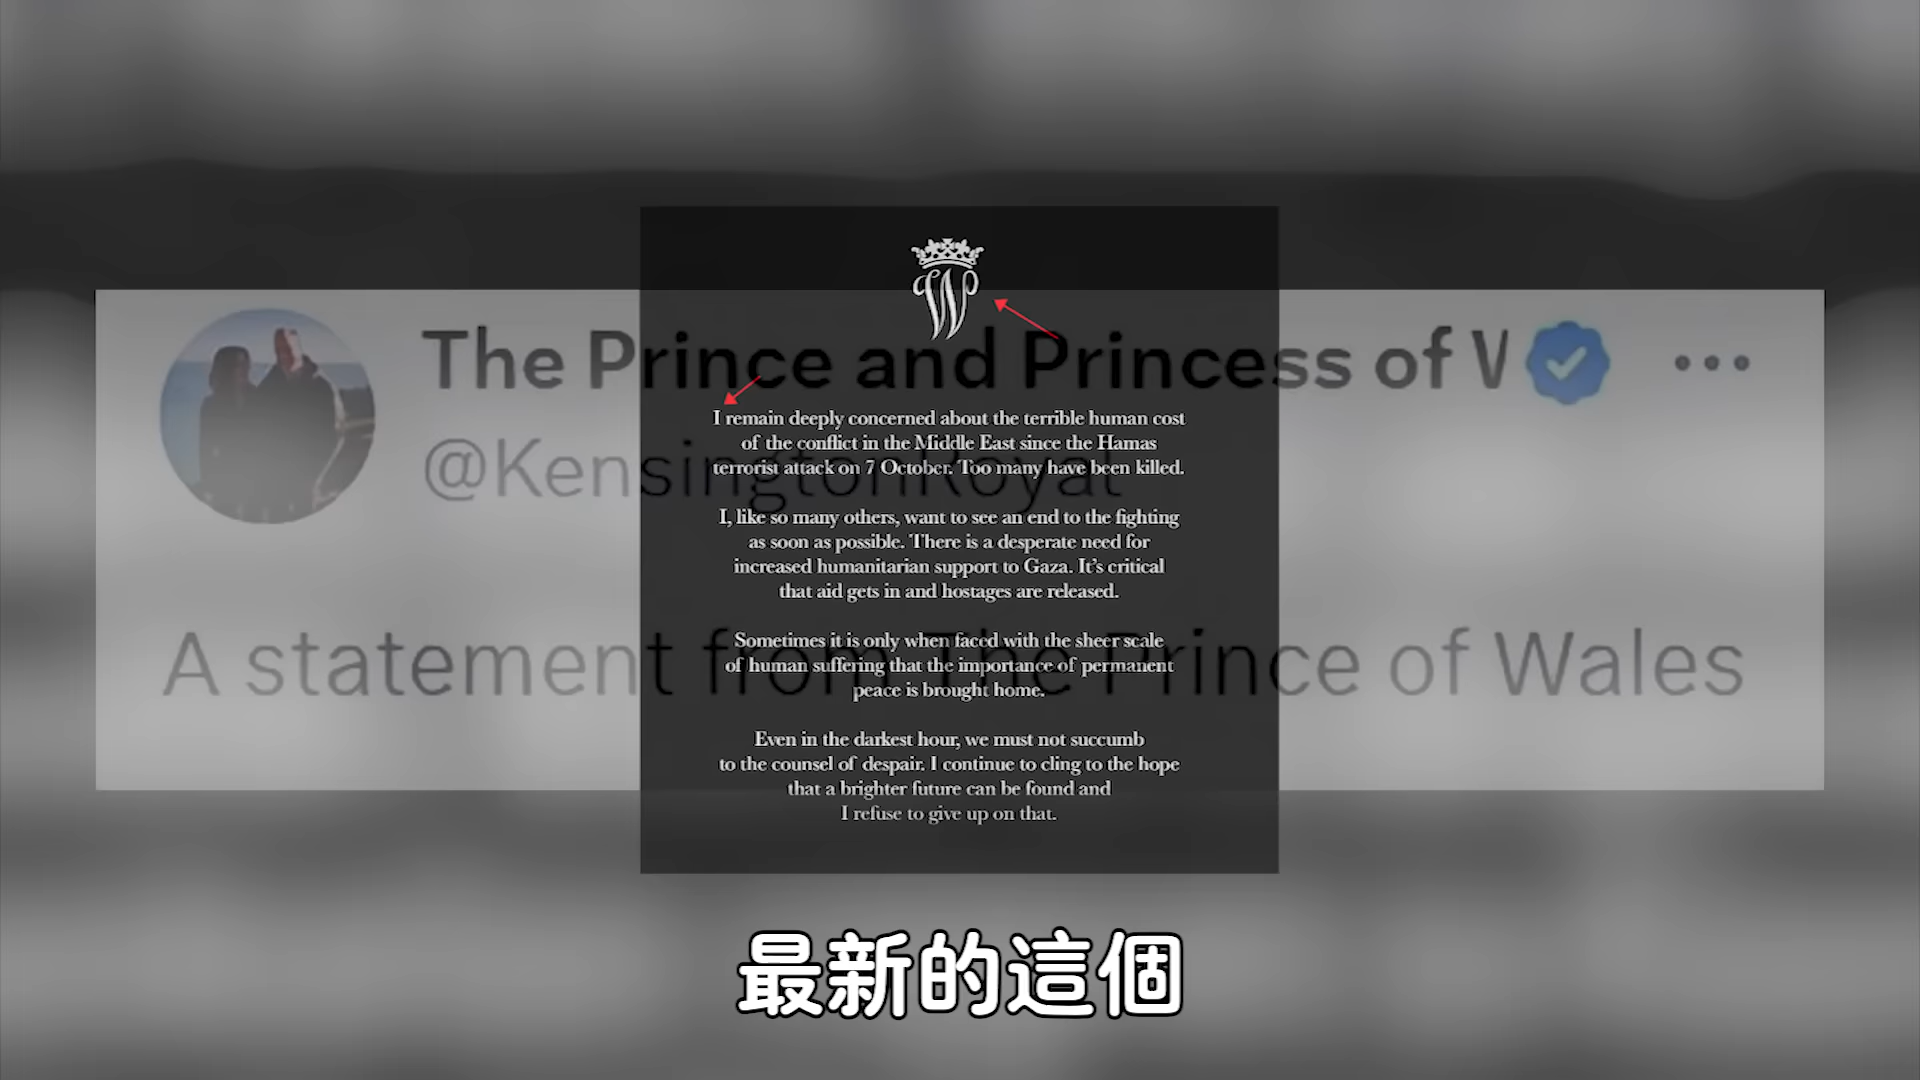 The Prince and Princess of W
@KensingtonRoyal
A statement from The Prince of Wales
W
I remain deeply concerned about the terrible human cost
of the conflict in the Middle East since the Hamas
terrorist attack on 7 October. Too many have been killed.
I, like so many others, want to see an end to the fighting
as soon as possible. There is a desperate need for
increased humanitarian support to Gaza. It's critical
that aid gets in and hostages are released.
Sometimes it is only when faced with the sheer scale
of human suffering that the importance of permanent
peace is brought home.
Even in the darkest hour, we must not succumb
to the counsel of despair. I continue to cling to the hope
that a brighter future can be found and
I refuse to give up on that.
最新的這個